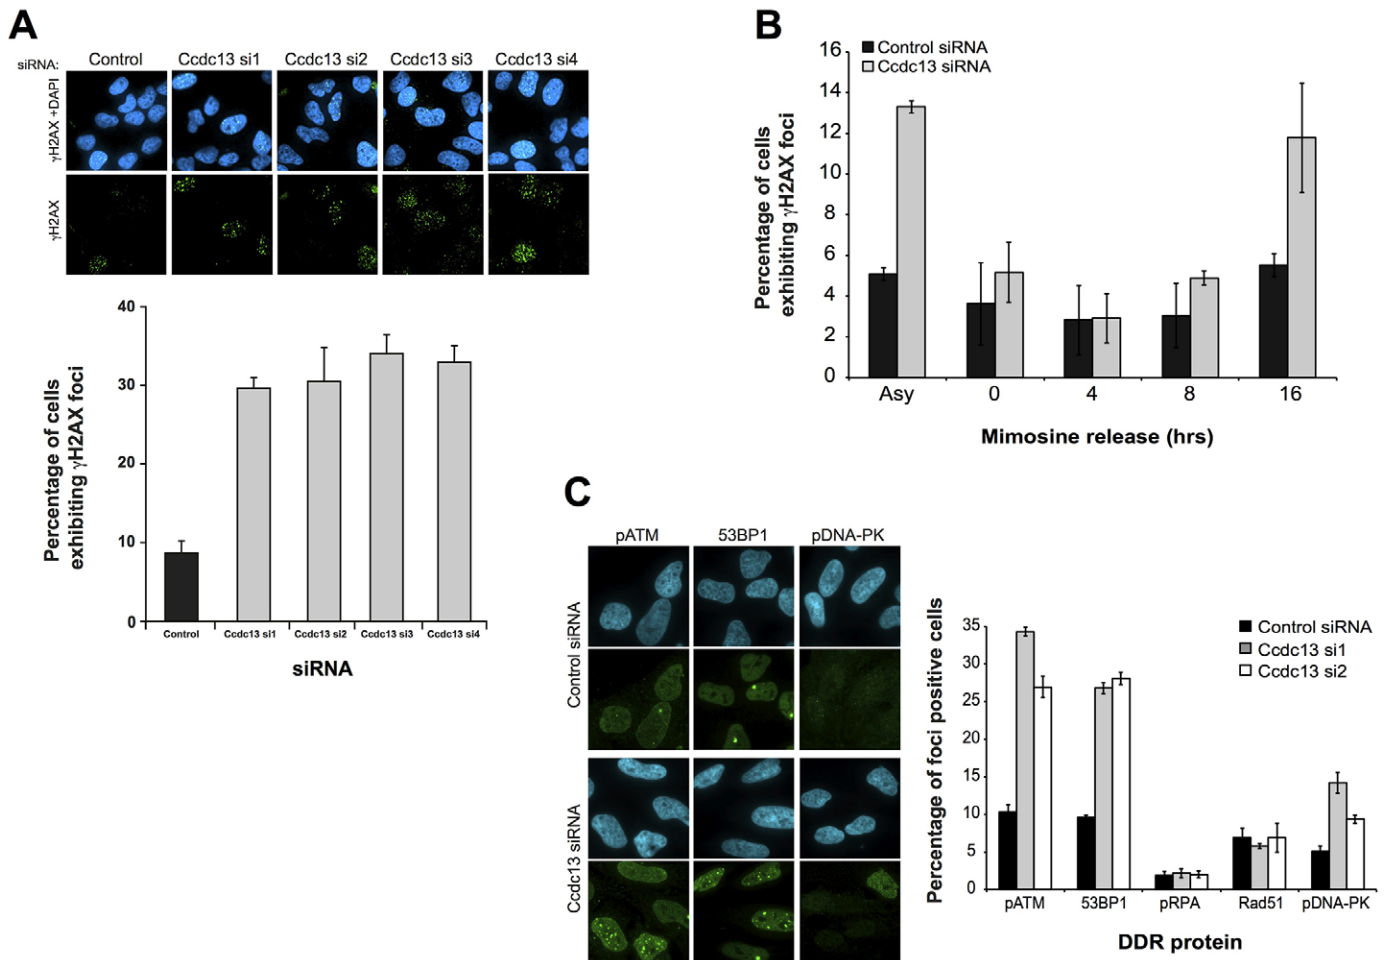 A
siRNA: Control Ccdc13 si1 Ccdc13 si2 Ccdc13 si3 Ccdc13 si4
γH2AX +DAPI
γH2AX
Percentage of cells
exhibiting γH2AX foci
40
30
20
10
0
Control Ccdc13 si1 Ccdc13 si2 Ccdc13 si3 Ccdc13 si4
siRNA
B
Control siRNA
Ccdc13 siRNA
Percentage of cells
exhibiting γH2AX foci
16
14
12
10
8
6
4
2
0
Asy 0 4 8 16
Mimosine release (hrs)
C
pATM 53BP1 pDNA-PK
Control siRNA
Ccdc13 siRNA
Percentage of foci positive cells
35
30
25
20
15
10
5
0
Control siRNA
Ccdc13 si1
Ccdc13 si2
pATM 53BP1 pRPA Rad51 pDNA-PK
DDR protein